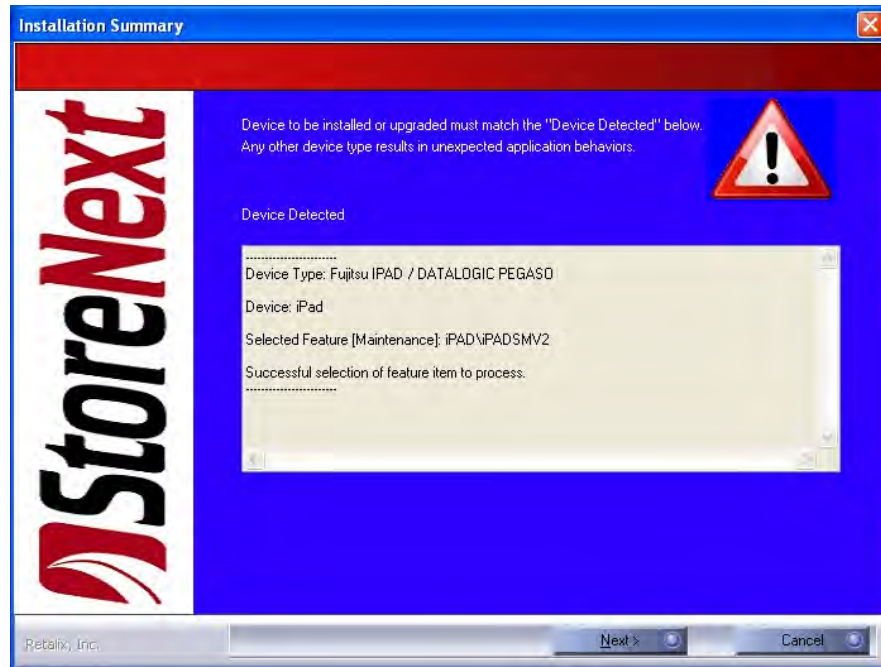 Installation Summary
StoreNext
Device to be installed or upgraded must match the "Device Detected" below.
Any other device type results in unexpected application behaviors.
Device Detected
------------------------
Device Type: Fujitsu IPAD / DATALOGIC PEGASO
Device: iPad
Selected Feature [Maintenance]: iPAD\iPADSMV2
Successful selection of feature item to process.
------------------------
Retalix, Inc.
Next >
Cancel